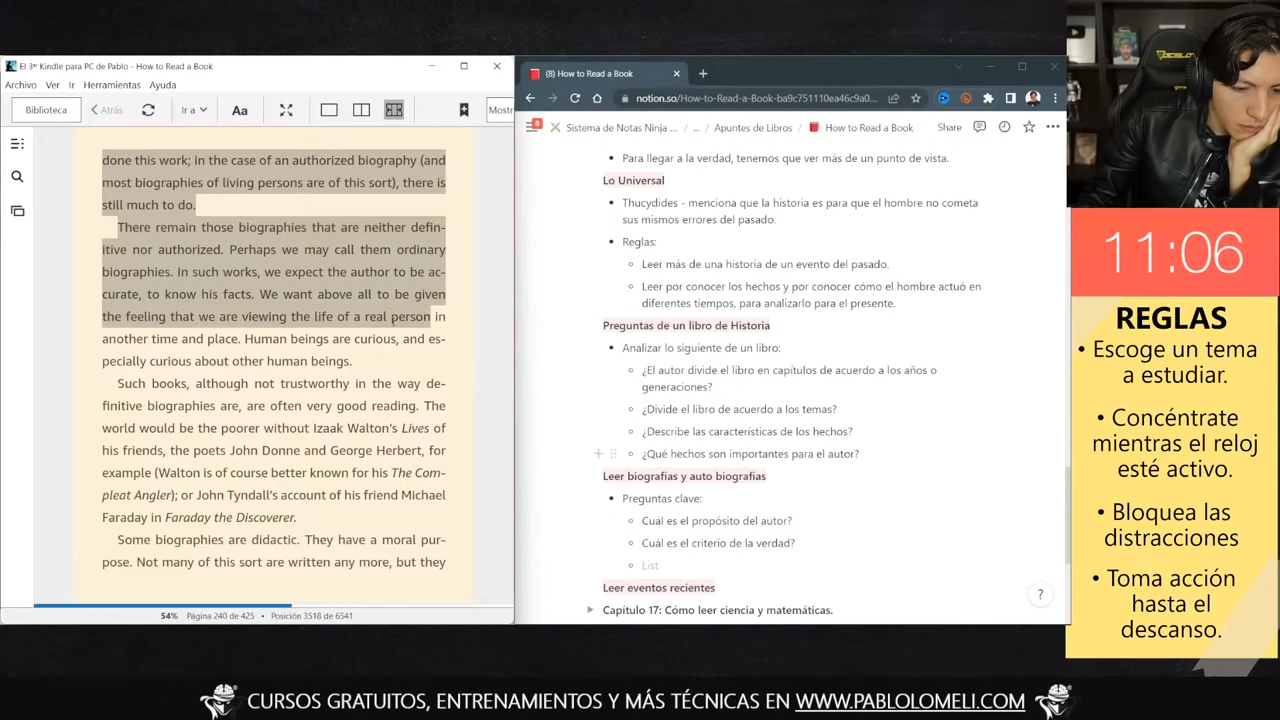 El 3er Kindle para PC de Pablo - How to Read a Book
Archivo Ver Ir Herramientas Ayuda
Biblioteca
Atrás
Ir a
Aa
Mostr
done this work; in the case of an authorized biography (and
most biographies of living persons are of this sort), there is
still much to do.
There remain those biographies that are neither defin-
itive nor authorized. Perhaps we may call them ordinary
biographies. In such works, we expect the author to be ac-
curate, to know his facts. We want above all to be given
the feeling that we are viewing the life of a real person in
another time and place. Human beings are curious, and es-
pecially curious about other human beings.
Such books, although not trustworthy in the way de-
finitive biographies are, are often very good reading. The
world would be the poorer without Izaak Walton's Lives of
his friends, the poets John Donne and George Herbert, for
example (Walton is of course better known for his The Com-
pleat Angler); or John Tyndall's account of his friend Michael
Faraday in Faraday the Discoverer.
Some biographies are didactic. They have a moral pur-
pose. Not many of this sort are written any more, but they
54% Página 240 de 425 Posición 3518 de 6541
(8) How to Read a Book
notion.so/How-to-Read-a-Book-ba9c751110ea46c9a0...
8
Sistema de Notas Ninja ... / ... / Apuntes de Libros / How to Read a Book
Share
• Para llegar a la verdad, tenemos que ver más de un punto de vista.
Lo Universal
• Thucydides - menciona que la historia es para que el hombre no cometa
sus mismos errores del pasado.
• Reglas:
○ Leer más de una historia de un evento del pasado.
○ Leer por conocer los hechos y por conocer cómo el hombre actuó en
diferentes tiempos, para analizarlo para el presente.
Preguntas de un libro de Historia
• Analizar lo siguiente de un libro:
○ ¿El autor divide el libro en capítulos de acuerdo a los años o
generaciones?
○ ¿Divide el libro de acuerdo a los temas?
○ ¿Describe las características de los hechos?
○ ¿Qué hechos son importantes para el autor?
Leer biografías y auto biografías
• Preguntas clave:
○ Cuál es el propósito del autor?
○ Cuál es el criterio de la verdad?
○ List
Leer eventos recientes
Capítulo 17: Cómo leer ciencia y matemáticas.
?
11:06
REGLAS
• Escoge un tema
a estudiar.
• Concéntrate
mientras el reloj
esté activo.
• Bloquea las
distracciones
• Toma acción
hasta el
descanso.
CURSOS GRATUITOS, ENTRENAMIENTOS Y MÁS TÉCNICAS EN WWW.PABLOLOMELI.COM